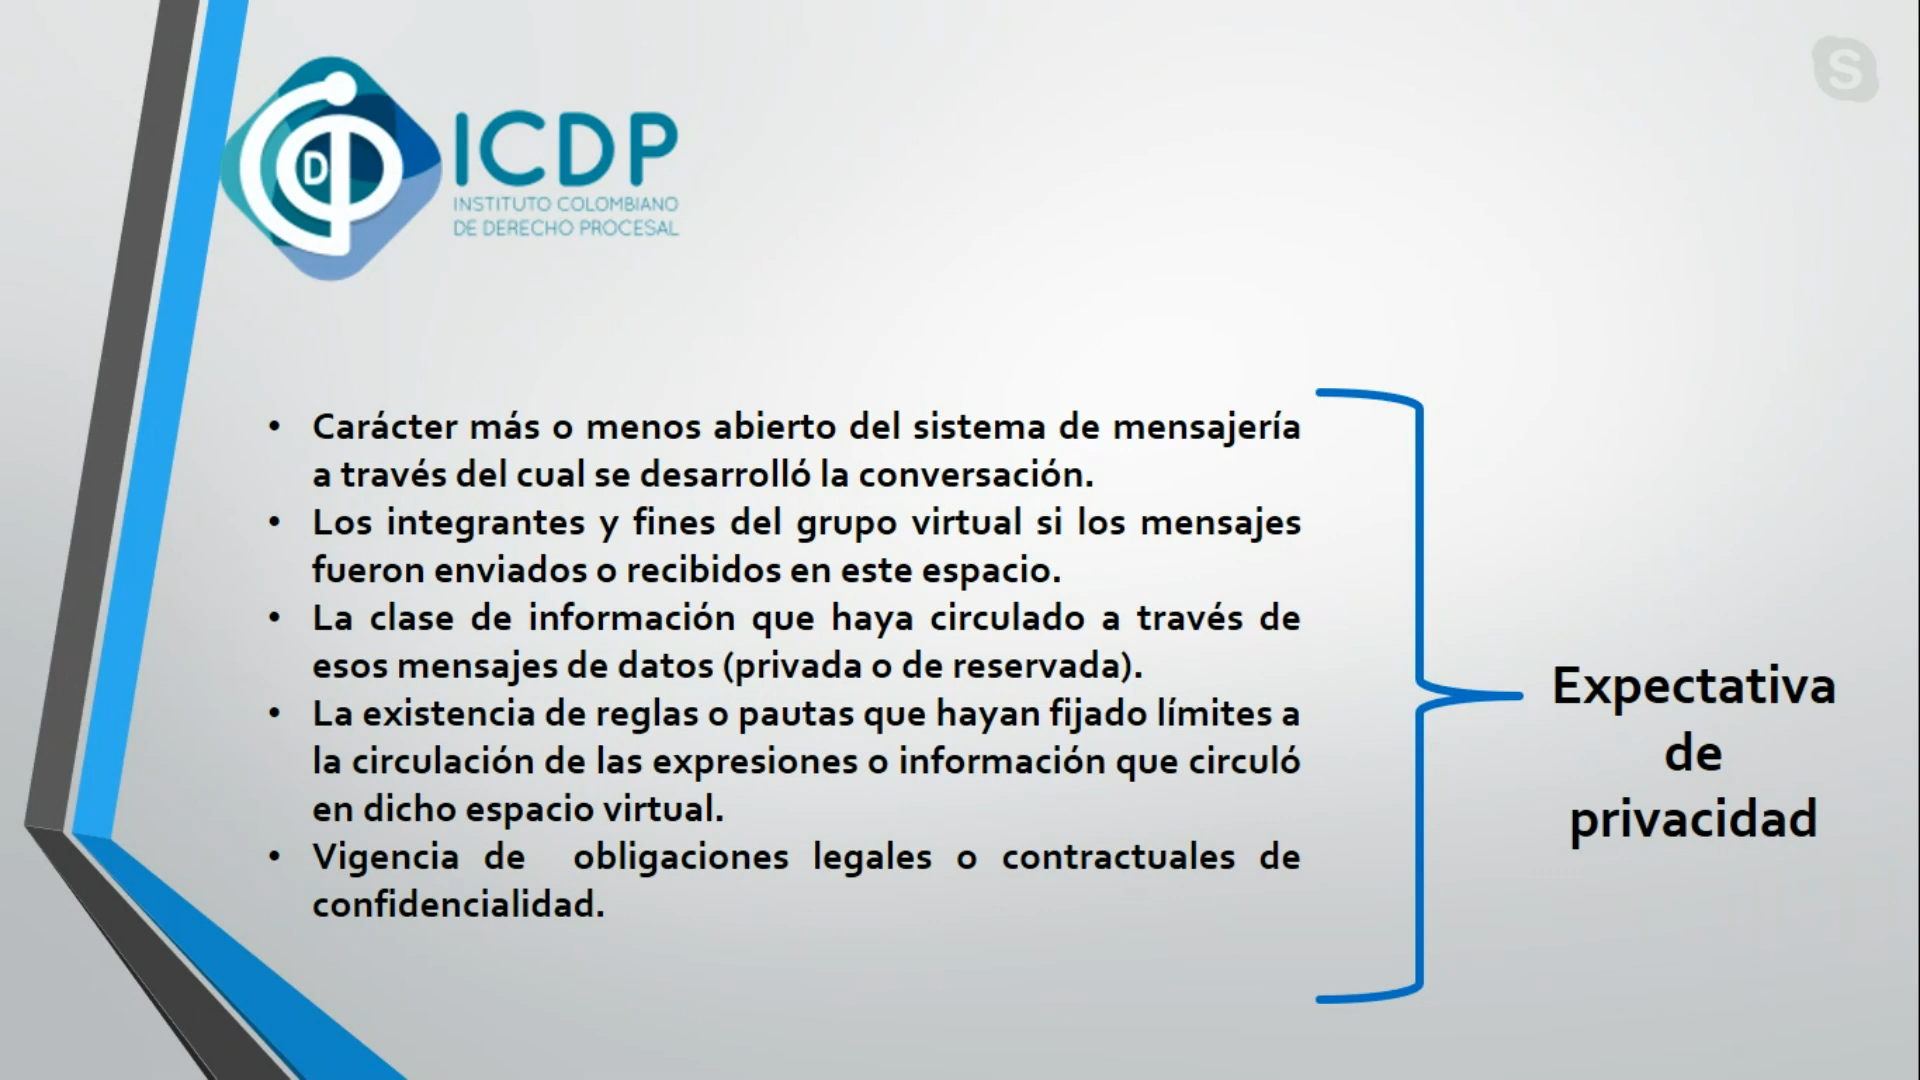 ICDP
INSTITUTO COLOMBIANO
DE DERECHO PROCESAL
• Carácter más o menos abierto del sistema de mensajería
a través del cual se desarrolló la conversación.
• Los integrantes y fines del grupo virtual si los mensajes
fueron enviados o recibidos en este espacio.
• La clase de información que haya circulado a través de
esos mensajes de datos (privada o de reservada).
• La existencia de reglas o pautas que hayan fijado límites a
la circulación de las expresiones o información que circuló
en dicho espacio virtual.
• Vigencia de obligaciones legales o contractuales de
confidencialidad.
Expectativa
de
privacidad